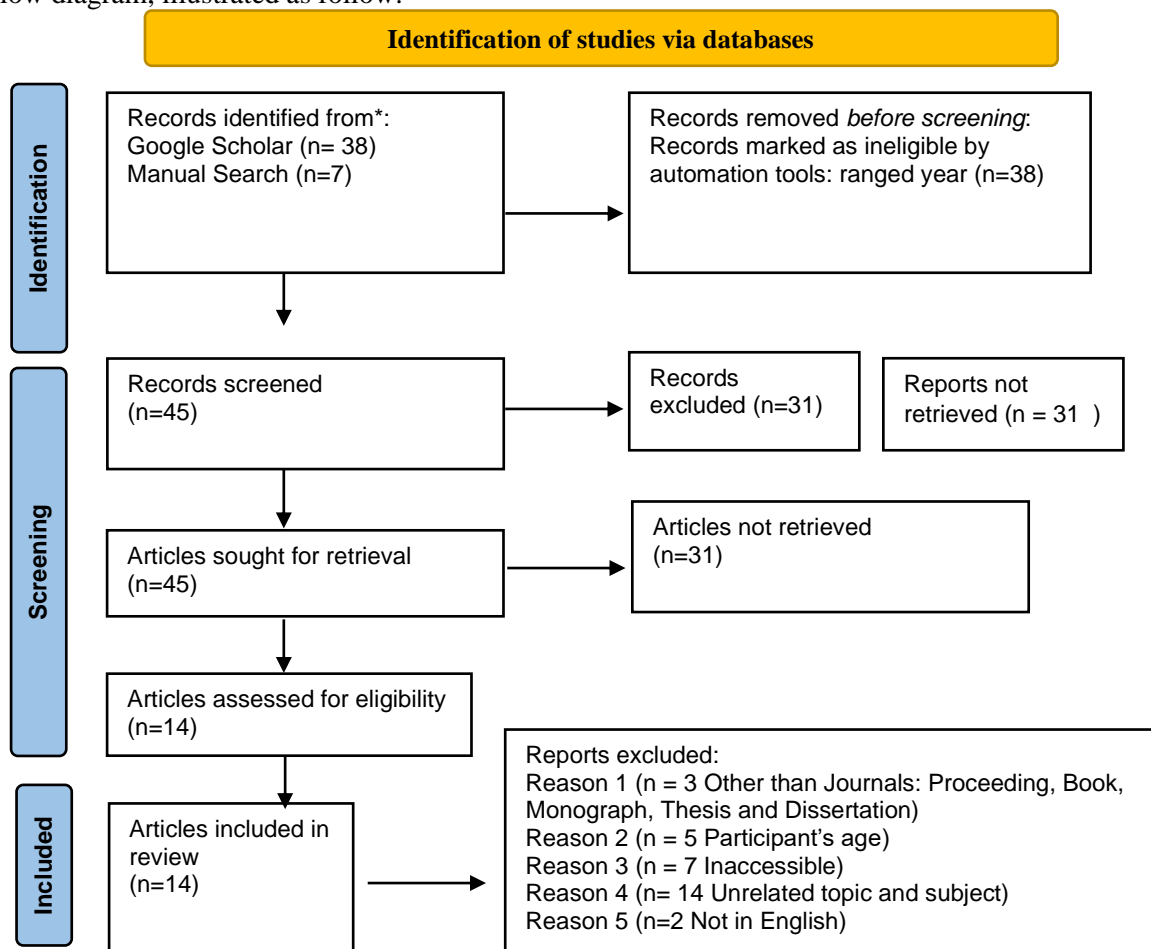 low diagram, illustrated as follow:
Identification of studies via databases
Identification
Records identified from*:
Google Scholar (n= 38)
Manual Search (n=7)
Records removed before screening:
Records marked as ineligible by
automation tools: ranged year (n=38)
Screening
Records screened
(n=45)
Records
excluded (n=31)
Reports not
retrieved (n = 31 )
Articles sought for retrieval
(n=45)
Articles not retrieved
(n=31)
Articles assessed for eligibility
(n=14)
Included
Articles included in
review
(n=14)
Reports excluded:
Reason 1 (n = 3 Other than Journals: Proceeding, Book,
Monograph, Thesis and Dissertation)
Reason 2 (n = 5 Participant’s age)
Reason 3 (n = 7 Inaccessible)
Reason 4 (n= 14 Unrelated topic and subject)
Reason 5 (n=2 Not in English)